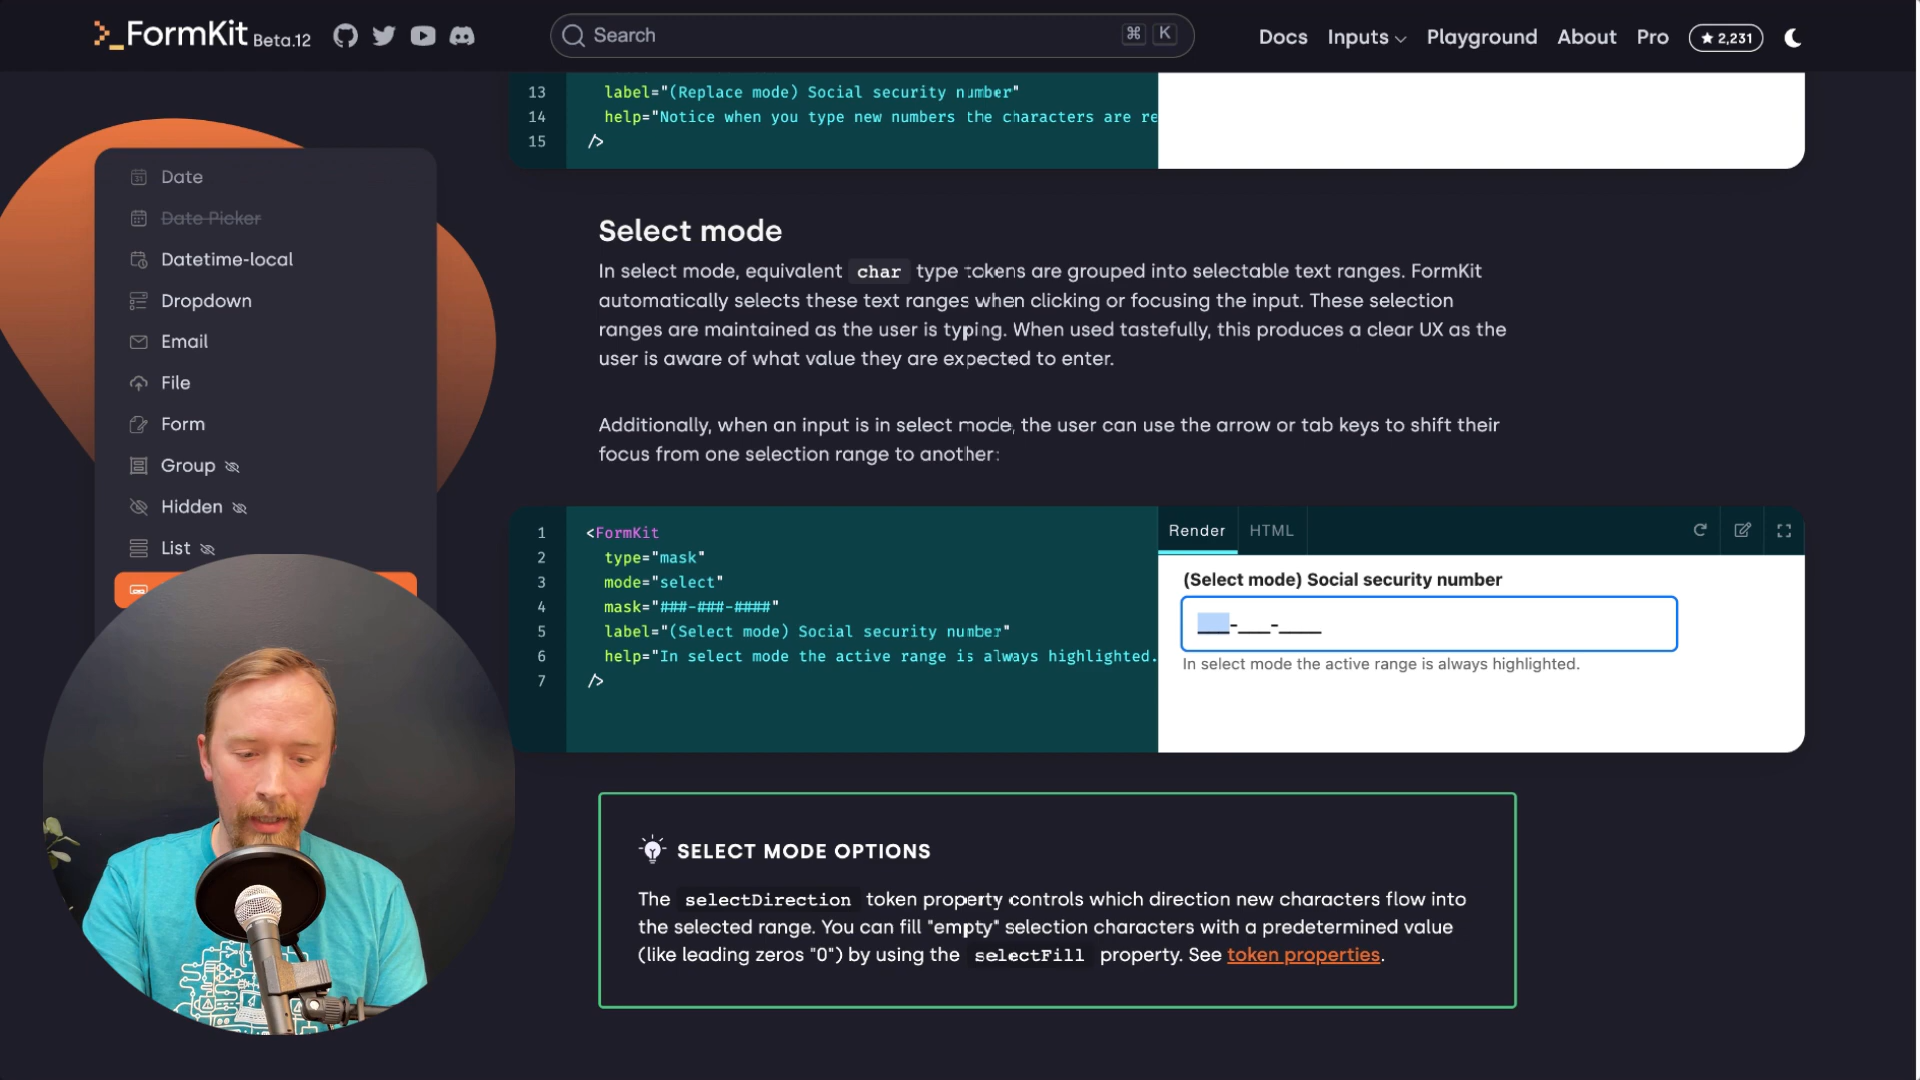 FormKit Beta.12
Search
⌘ K
Docs
Inputs
Playground
About
Pro
★ 2,231
13 label="(Replace mode) Social security number"
14 help="Notice when you type new numbers the characters are re
15 />
Date
Date Picker
Datetime-local
Dropdown
Email
File
Form
Group
Hidden
List
Select mode
In select mode, equivalent char type tokens are grouped into selectable text ranges. FormKit
automatically selects these text ranges when clicking or focusing the input. These selection
ranges are maintained as the user is typing. When used tastefully, this produces a clear UX as the
user is aware of what value they are expected to enter.
Additionally, when an input is in select mode, the user can use the arrow or tab keys to shift their
focus from one selection range to another:
1 <FormKit
2 type="mask"
3 mode="select"
4 mask="###-###-####"
5 label="(Select mode) Social security number"
6 help="In select mode the active range is always highlighted.
7 />
Render
HTML
(Select mode) Social security number
___-___-____
In select mode the active range is always highlighted.
SELECT MODE OPTIONS
The selectDirection token property controls which direction new characters flow into
the selected range. You can fill "empty" selection characters with a predetermined value
(like leading zeros "0") by using the selectFill property. See token properties.